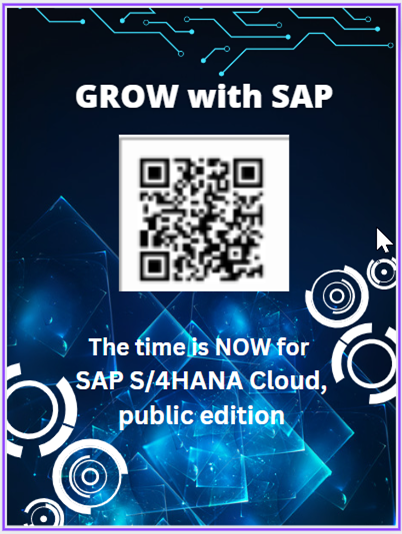 GROW with SAP
The time is NOW for
SAP S/4HANA Cloud,
public edition